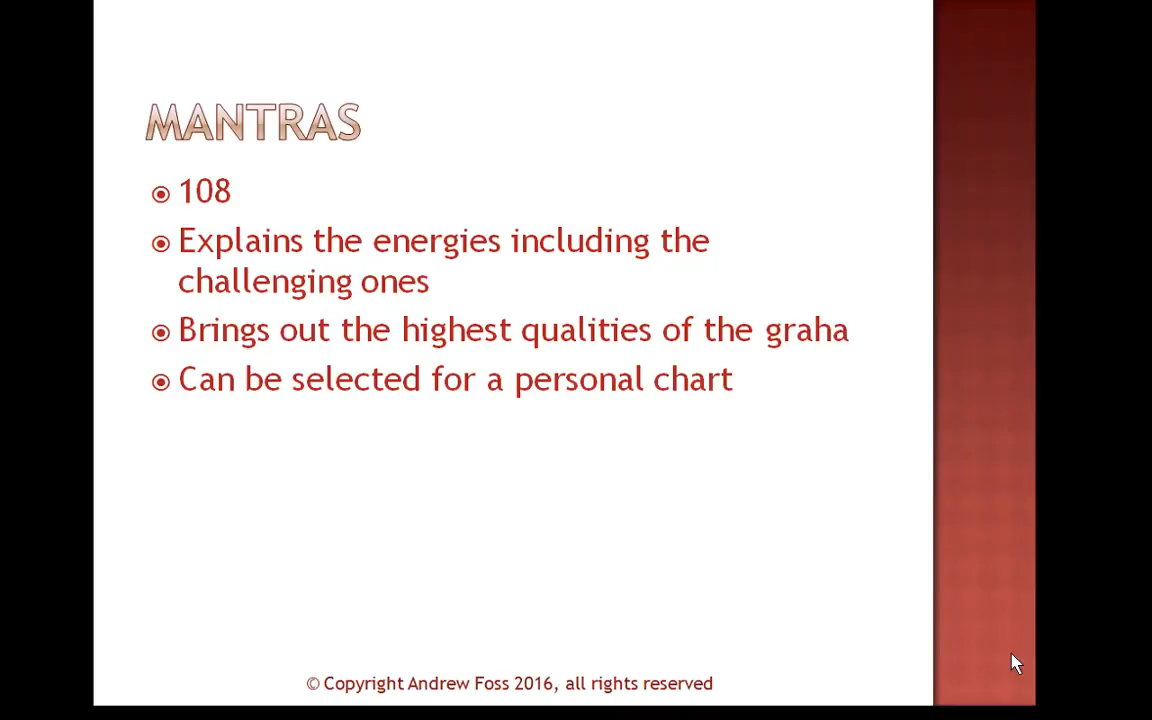 MANTRAS
108
Explains the energies including the
challenging ones
Brings out the highest qualities of the graha
Can be selected for a personal chart
© Copyright Andrew Foss 2016, all rights reserved